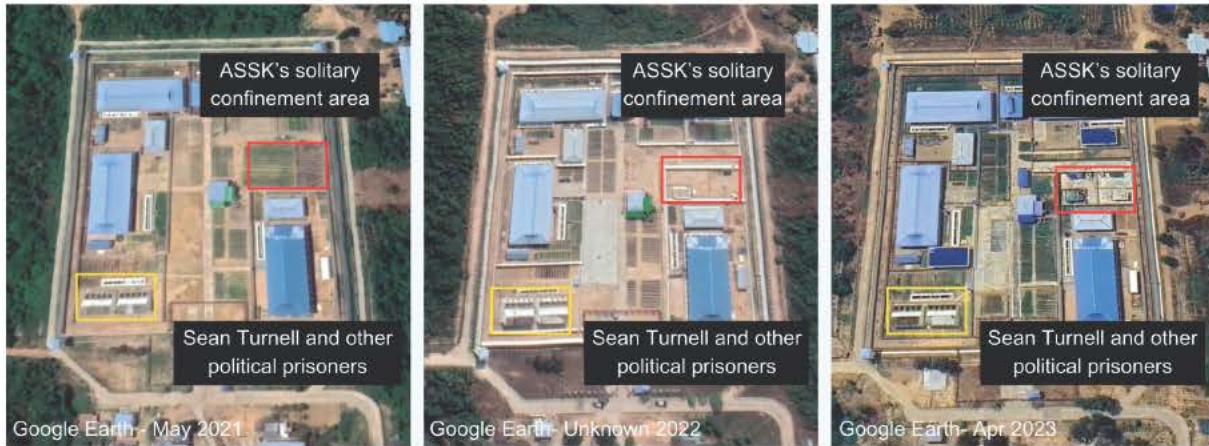 ASSK's solitary
confinement area
Sean Turnell and other
political prisoners
Google Earth - May 2021
ASSK's solitary
confinement area
Sean Turnell and other
political prisoners
Google Earth- Unknown 2022
ASSK's solitary
confinement area
Sean Turnell and other
political prisoners
Google Earth- Apr 2023